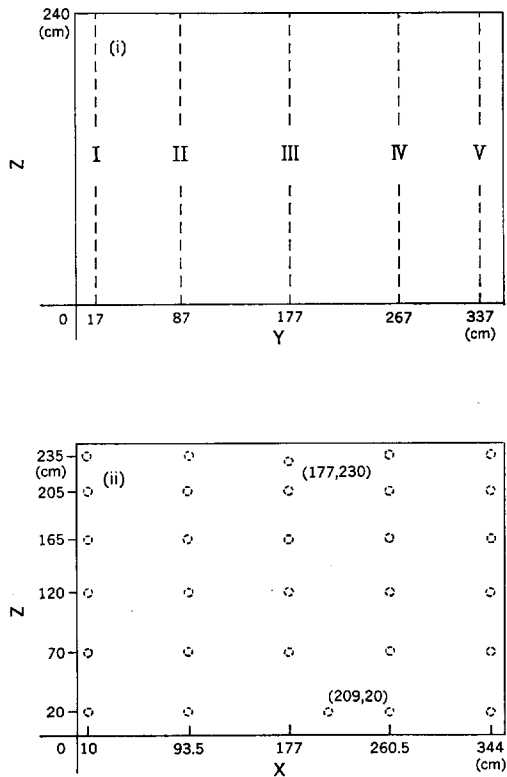 240
(cm)
(i)
Z
I II III IV V
0 17 87 177 267 337
Y (cm)
235
(cm)
(ii)
(177,230)
205
165
Z
120
70
(209,20)
20
0 10 93.5 177 260.5 344
X (cm)